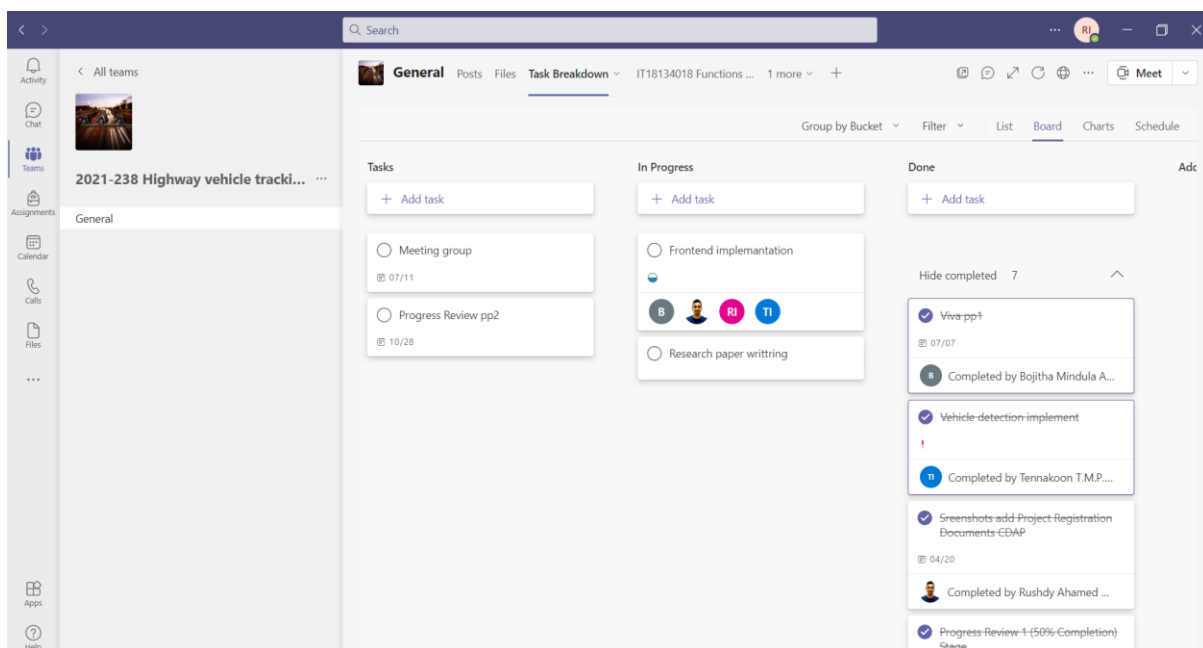 Search
RI
Activity
Chat
Teams
Assignments
Calendar
Calls
Files
Apps
Help
All teams
2021-238 Highway vehicle tracki... ...
General
General Posts Files Task Breakdown IT18134018 Functions ... 1 more
Meet
Group by Bucket Filter List Board Charts Schedule
Tasks
+ Add task
Meeting group
07/11
Progress Review pp2
10/28
In Progress
+ Add task
Frontend implemantation
B RI TI
Research paper writtring
Done
+ Add task
Hide completed 7
Viva pp1
07/07
B Completed by Bojitha Mindula A...
Vehicle detection implement
!
TI Completed by Tennakoon T.M.P....
Sreenshots add Project Registration
Documents CDAP
04/20
Completed by Rushdy Ahamed ...
Progress Review 1 (50% Completion)
Stage
Adc